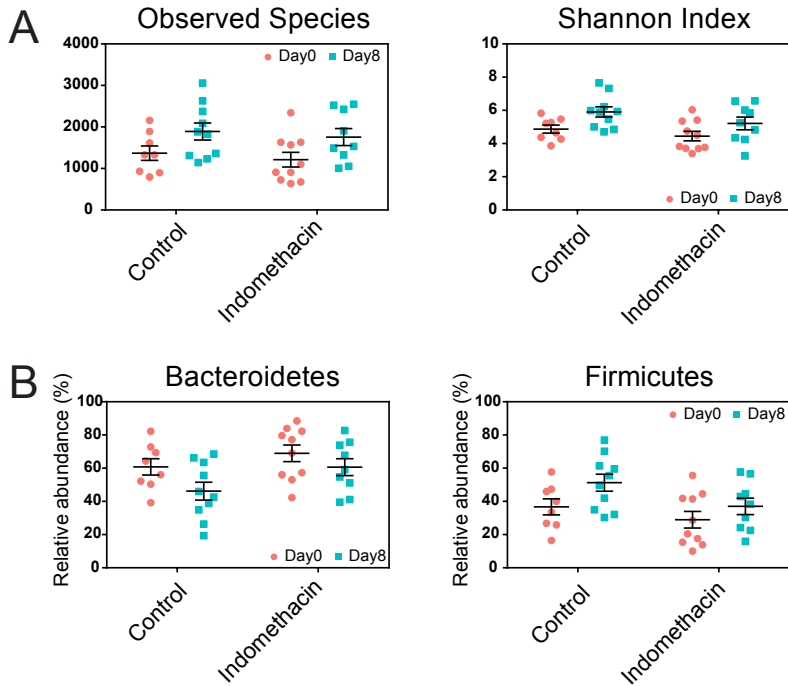 A
Observed Species
4000
3000
2000
1000
0
Day0 Day8
Control
Indomethacin
Shannon Index
10
8
6
4
2
0
Day0 Day8
Control
Indomethacin
B
Bacteroidetes
Relative abundance (%)
100
80
60
40
20
0
Day0 Day8
Control
Indomethacin
Firmicutes
Relative abundance (%)
100
80
60
40
20
0
Day0 Day8
Control
Indomethacin